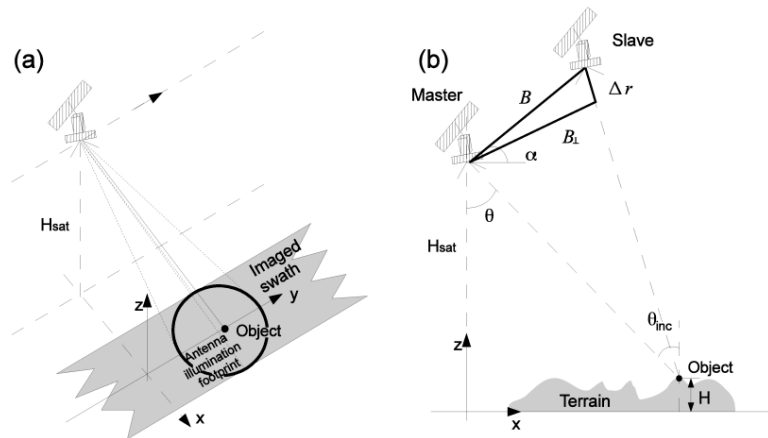 (a)
Hsat
Imaged
swath
z
y
Object
Antenna
illumination
footprint
x
(b)
Slave
Master
B
Δr
B⊥
α
θ
Hsat
θinc
z
Object
H
Terrain
x